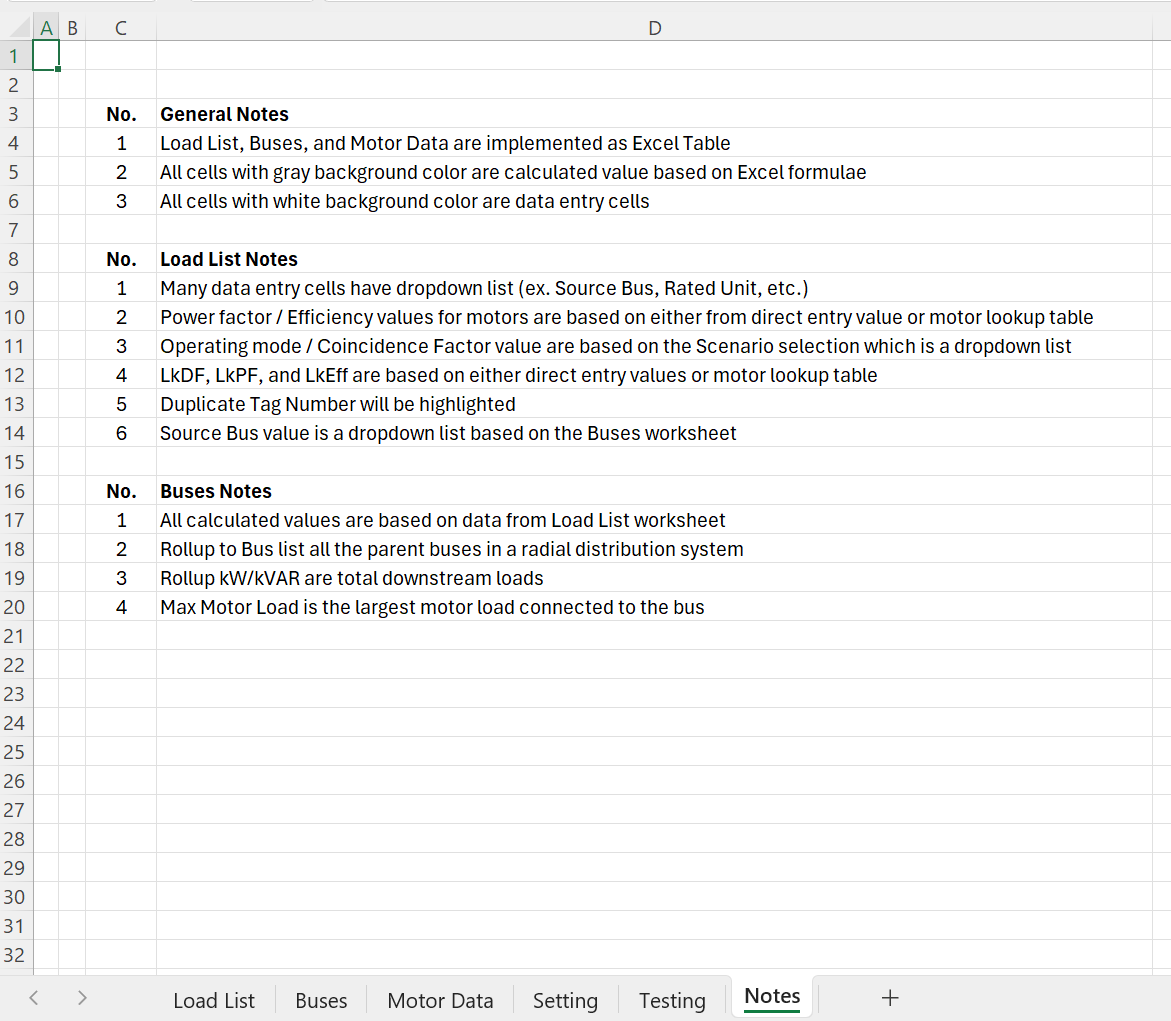 A B C D
1
2
3 No. General Notes
4 1 Load List, Buses, and Motor Data are implemented as Excel Table
5 2 All cells with gray background color are calculated value based on Excel formulae
6 3 All cells with white background color are data entry cells
7
8 No. Load List Notes
9 1 Many data entry cells have dropdown list (ex. Source Bus, Rated Unit, etc.)
10 2 Power factor / Efficiency values for motors are based on either from direct entry value or motor lookup table
11 3 Operating mode / Coincidence Factor value are based on the Scenario selection which is a dropdown list
12 4 LkDF, LkPF, and LkEff are based on either direct entry values or motor lookup table
13 5 Duplicate Tag Number will be highlighted
14 6 Source Bus value is a dropdown list based on the Buses worksheet
15
16 No. Buses Notes
17 1 All calculated values are based on data from Load List worksheet
18 2 Rollup to Bus list all the parent buses in a radial distribution system
19 3 Rollup kW/kVAR are total downstream loads
20 4 Max Motor Load is the largest motor load connected to the bus
21
22
23
24
25
26
27
28
29
30
31
32
Load List Buses Motor Data Setting Testing Notes +